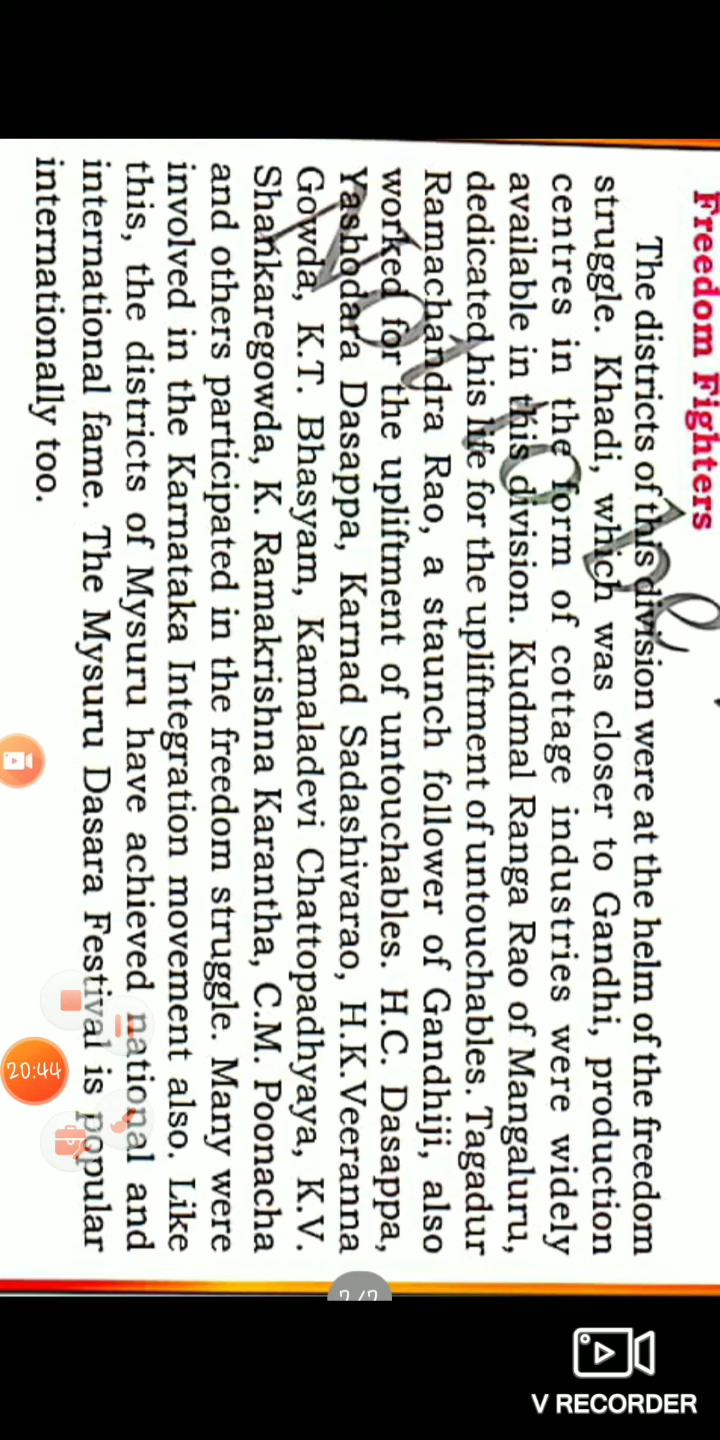 Freedom Fighters
The districts of this division were at the helm of the freedom
struggle. Khadi, which was closer to Gandhi, production
centres in the form of cottage industries were widely
available in this division. Kudmal Ranga Rao of Mangaluru,
dedicated his life for the upliftment of untouchables. Tagadur
Ramachandra Rao, a staunch follower of Gandhiji, also
worked for the upliftment of untouchables. H.C. Dasappa,
Yashodara Dasappa, Karnad Sadashivarao, H.K.Veeranna
Gowda, K.T. Bhasyam, Kamaladevi Chattopadhyaya, K.V.
Shankaregowda, K. Ramakrishna Karantha, C.M. Poonacha
and others participated in the freedom struggle. Many were
involved in the Karnataka Integration movement also. Like
this, the districts of Mysuru have achieved national and
international fame. The Mysuru Dasara Festival is popular
internationally too.
Not to be
20:44
V RECORDER